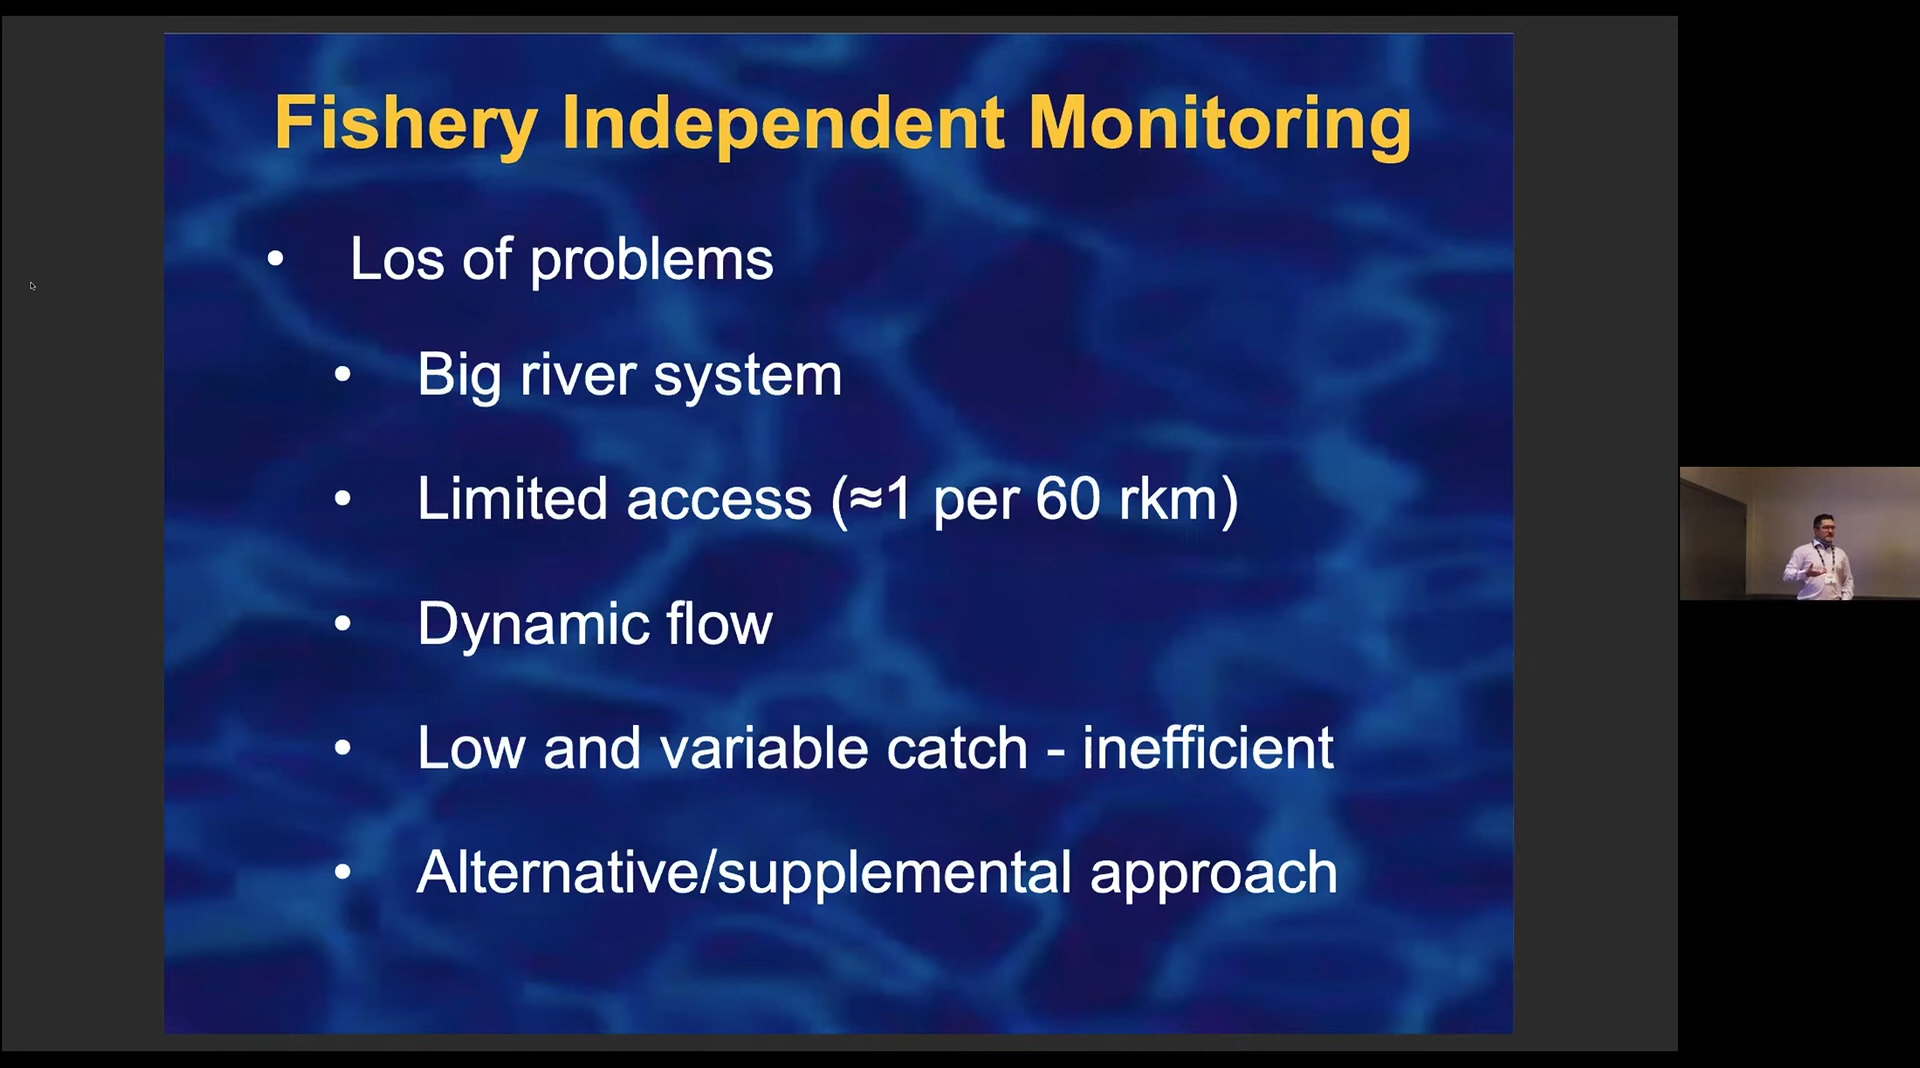 Fishery Independent Monitoring
• Los of problems
• Big river system
• Limited access (≈1 per 60 rkm)
• Dynamic flow
• Low and variable catch - inefficient
• Alternative/supplemental approach